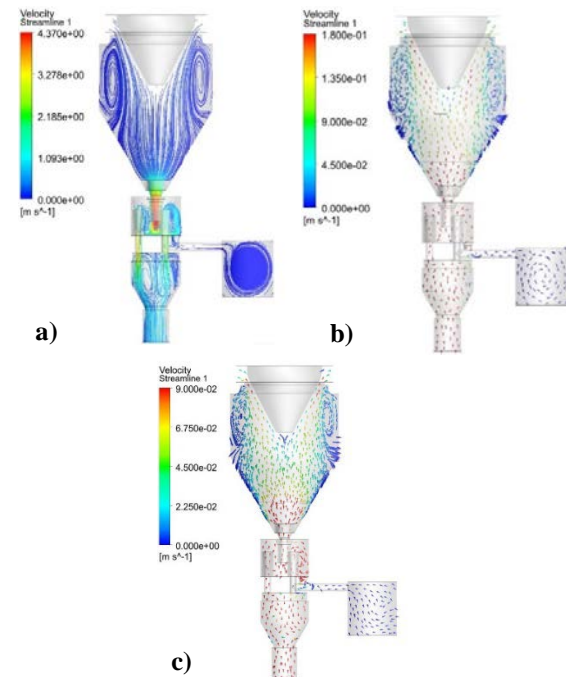 Velocity
Streamline 1
4.370e+00
3.278e+00
2.185e+00
1.093e+00
0.000e+00
[m s^-1]
a)
Velocity
Streamline 1
1.800e-01
1.350e-01
9.000e-02
4.500e-02
0.000e+00
[m s^-1]
b)
Velocity
Streamline 1
9.000e-02
6.750e-02
4.500e-02
2.250e-02
0.000e+00
[m s^-1]
c)